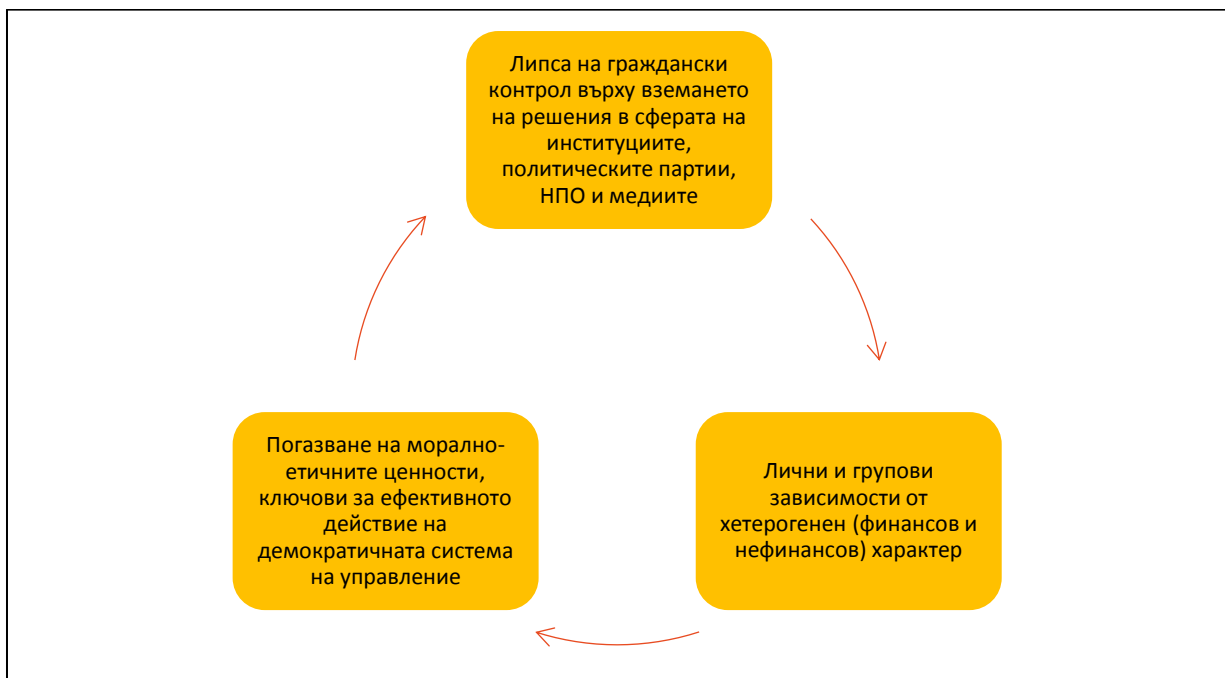 Липса на граждански
контрол върху вземането
на решения в сферата на
институциите,
политическите партии,
НПО и медиите
Погазване на морално-
етичните ценности,
ключови за ефективното
действие на
демократичната система
на управление
Лични и групови
зависимости от
хетерогенен (финансов и
нефинансов) характер